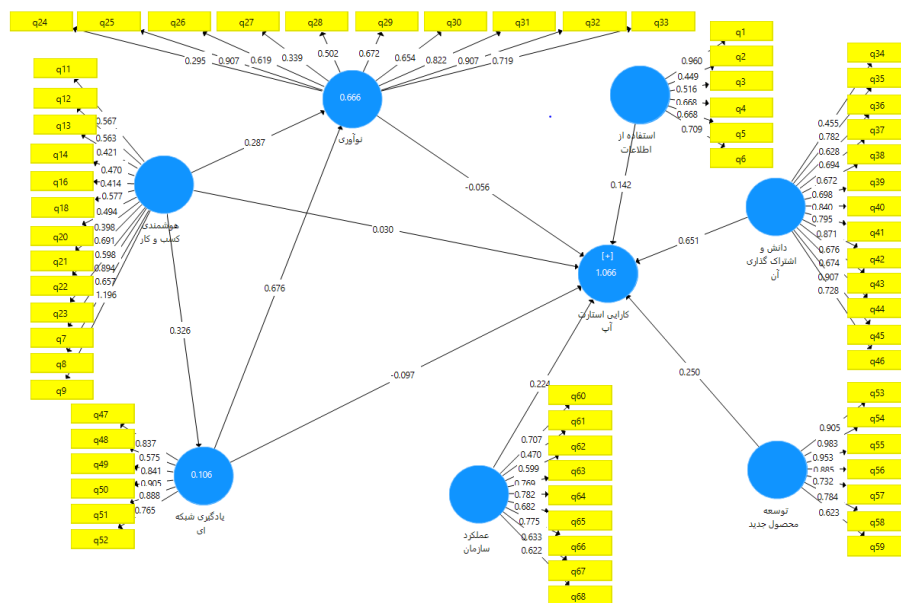 q24
q25
q26
q27
q28
q29
q30
q31
q32
q33
0.295
0.907
0.619
0.339
0.502
0.672
0.654
0.822
0.907
0.719
0.666
نوآوری
q11
q12
q13
q14
q16
q18
q20
q21
q22
q23
q7
q8
q9
0.567
0.563
0.421
0.470
0.414
0.577
0.494
0.398
0.691
0.598
0.894
0.657
1.196
هوشمندی
کسب و کار
0.287
0.030
0.326
0.676
-0.056
q1
q2
q3
q4
q5
q6
0.960
0.449
0.516
0.668
0.668
0.709
استفاده از
اطلاعات
0.142
q34
q35
q36
q37
q38
q39
q40
q41
q42
q43
q44
q45
q46
0.455
0.782
0.628
0.694
0.672
0.698
0.840
0.795
0.871
0.676
0.674
0.907
0.728
دانش و
اشتراک گذاری
آن
0.651
[+]
1.066
کارایی استارت
آپ
-0.097
0.224
0.250
q47
q48
q49
q50
q51
q52
0.837
0.575
0.841
0.905
0.888
0.765
0.106
یادگیری شبکه
ای
q60
q61
q62
q63
q64
q65
q66
q67
q68
0.707
0.470
0.599
0.769
0.782
0.682
0.775
0.633
0.622
عملکرد
سازمان
q53
q54
q55
q56
q57
q58
q59
0.905
0.983
0.953
0.885
0.732
0.784
0.623
توسعه
محصول جدید